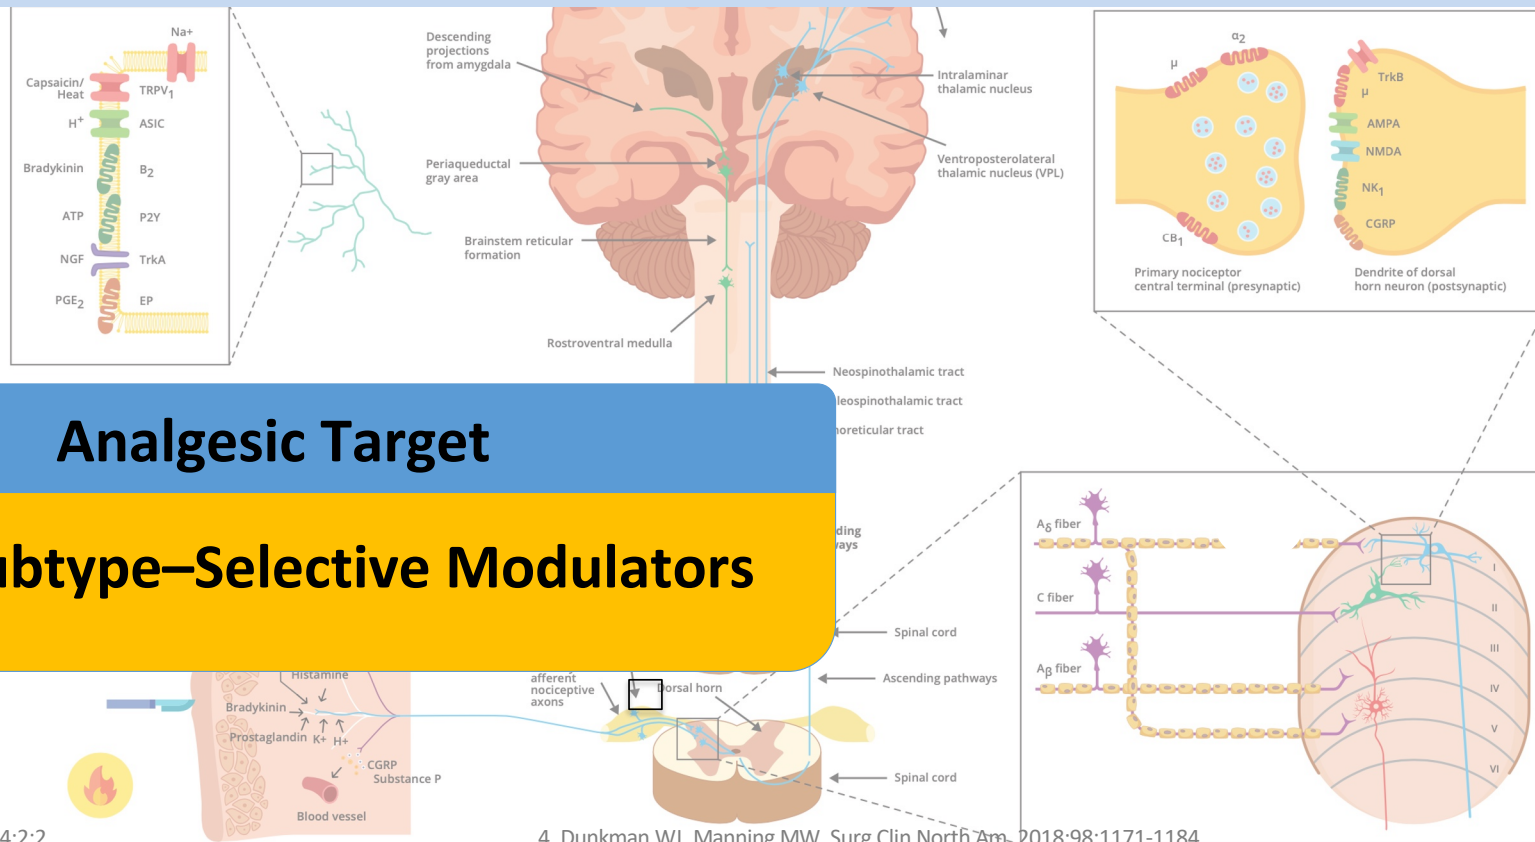 Na+
Capsaicin/
Heat
TRPV1
H+
ASIC
Bradykinin
B2
ATP
P2Y
NGF
TrkA
PGE2
EP
Descending
projections
from amygdala
Periaqueductal
gray area
Brainstem reticular
formation
Rostroventral medulla
Intralaminar
thalamic nucleus
Ventroposterolateral
thalamic nucleus (VPL)
Neospinothalamic tract
leospinothalamic tract
noreticular tract
μ
α2
CB1
Primary nociceptor
central terminal (presynaptic)
TrkB
μ
AMPA
NMDA
NK1
CGRP
Dendrite of dorsal
horn neuron (postsynaptic)
Analgesic Target
ubtype–Selective Modulators
ding
ways
Spinal cord
Ascending pathways
afferent
nociceptive
axons
Dorsal horn
Spinal cord
Histamine
Bradykinin
Prostaglandin K+ H+
CGRP
Substance P
Blood vessel
Aδ fiber
C fiber
Aβ fiber
I
II
III
IV
V
VI
4:2:2
4. Dunkman WJ, Manning MW. Surg Clin North Am. 2018;98:1171-1184